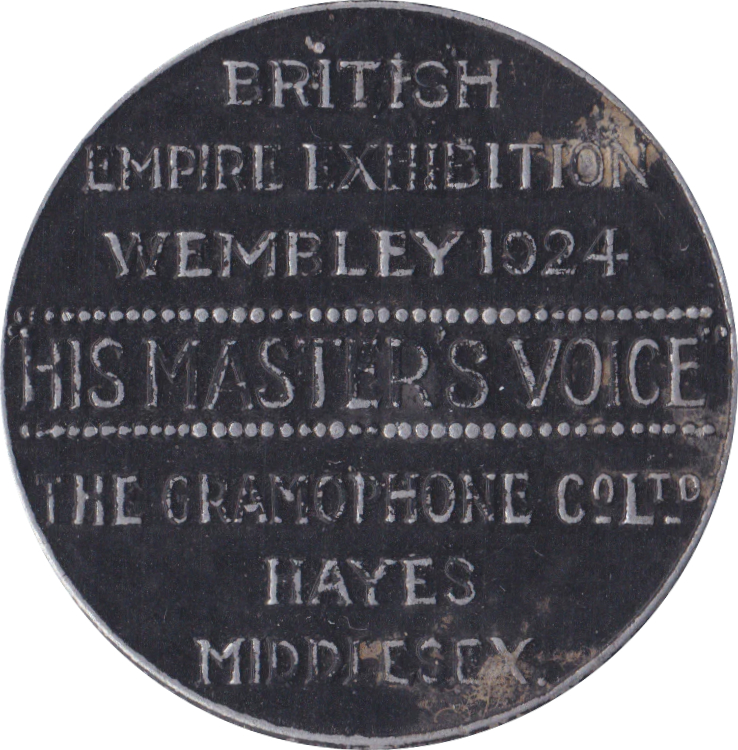 BRITISH
EMPIRE EXHIBITION
WEMBLEY 1924
"HIS MASTER'S VOICE"
THE GRAMOPHONE CO LTD
HAYES
MIDDLESEX.